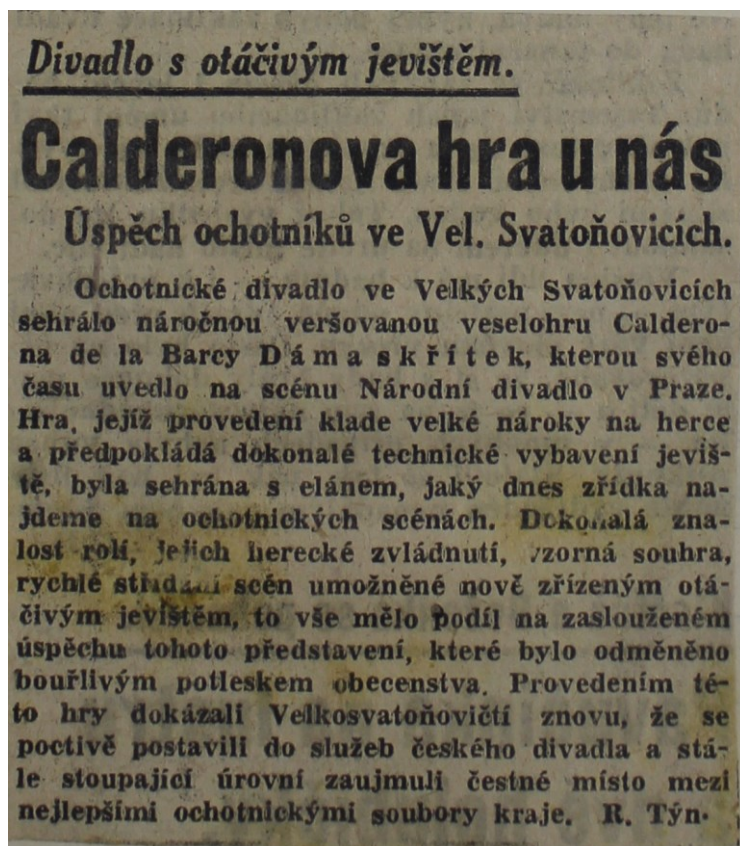 Divadlo s otáčivým jevištěm.
Calderonova hra u nás
Úspěch ochotníků ve Vel. Svatoňovicích.
Ochotnické divadlo ve Velkých Svatoňovicích
sehrálo náročnou veršovanou veselohru Caldero-
na de la Barcy Dáma skřítek, kterou svého
času uvedlo na scénu Národní divadlo v Praze.
Hra, jejíž provedení klade velké nároky na herce
a předpokládá dokonalé technické vybavení jeviš-
tě, byla sehrána s elánem, jaký dnes zřídka na-
jdeme na ochotnických scénách. Dokonalá zna-
lost rolí, jejich herecké zvládnutí, vzorná souhra,
rychlé střídání scén umožněné nově zřízeným otá-
čivým jevištěm, to vše mělo podíl na zaslouženém
úspěchu tohoto představení, které bylo odměněno
bouřlivým potleskem obecenstva. Provedením té-
to hry dokázali Velkosvatoňovičtí znovu, že se
poctivě postavili do služeb českého divadla a stá-
le stoupající úrovní zaujmuli čestné místo mezi
nejlepšími ochotnickými soubory kraje. R. Týn.